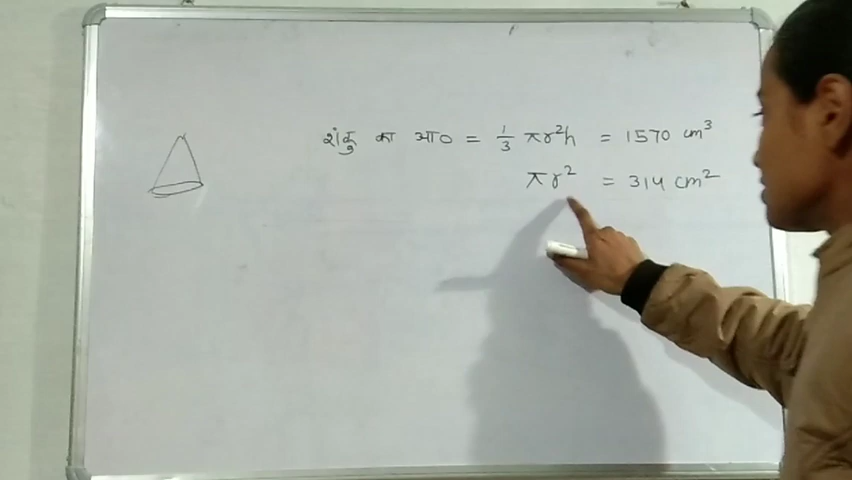 शंकु का आ० = 1/3 πr²h = 1570 cm³
πr² = 314 cm²